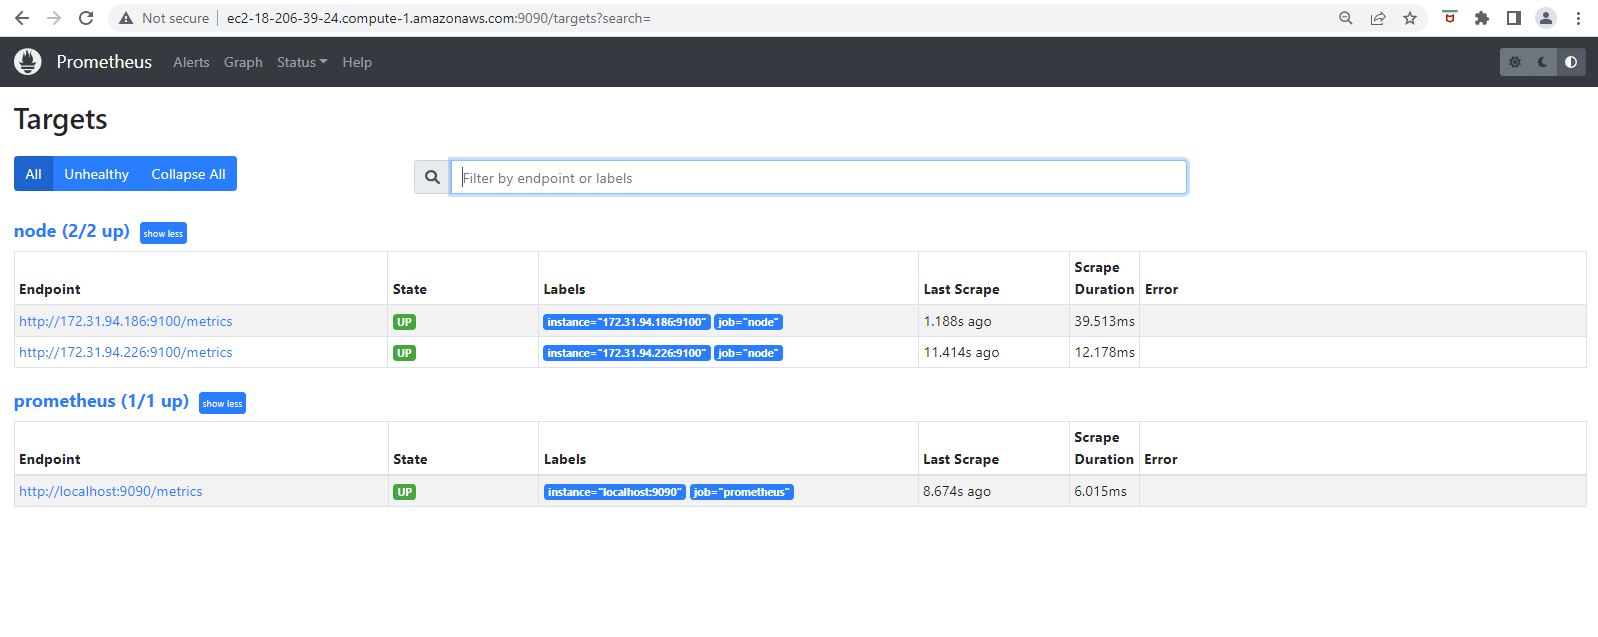 Not secure | ec2-18-206-39-24.compute-1.amazonaws.com:9090/targets?search=
Prometheus Alerts Graph Status Help
Targets
All Unhealthy Collapse All
Filter by endpoint or labels
node (2/2 up) show less
Endpoint State Labels Last Scrape Scrape Duration Error
http://172.31.94.186:9100/metrics UP instance="172.31.94.186:9100" job="node" 1.188s ago 39.513ms
http://172.31.94.226:9100/metrics UP instance="172.31.94.226:9100" job="node" 11.414s ago 12.178ms
prometheus (1/1 up) show less
Endpoint State Labels Last Scrape Scrape Duration Error
http://localhost:9090/metrics UP instance="localhost:9090" job="prometheus" 8.674s ago 6.015ms